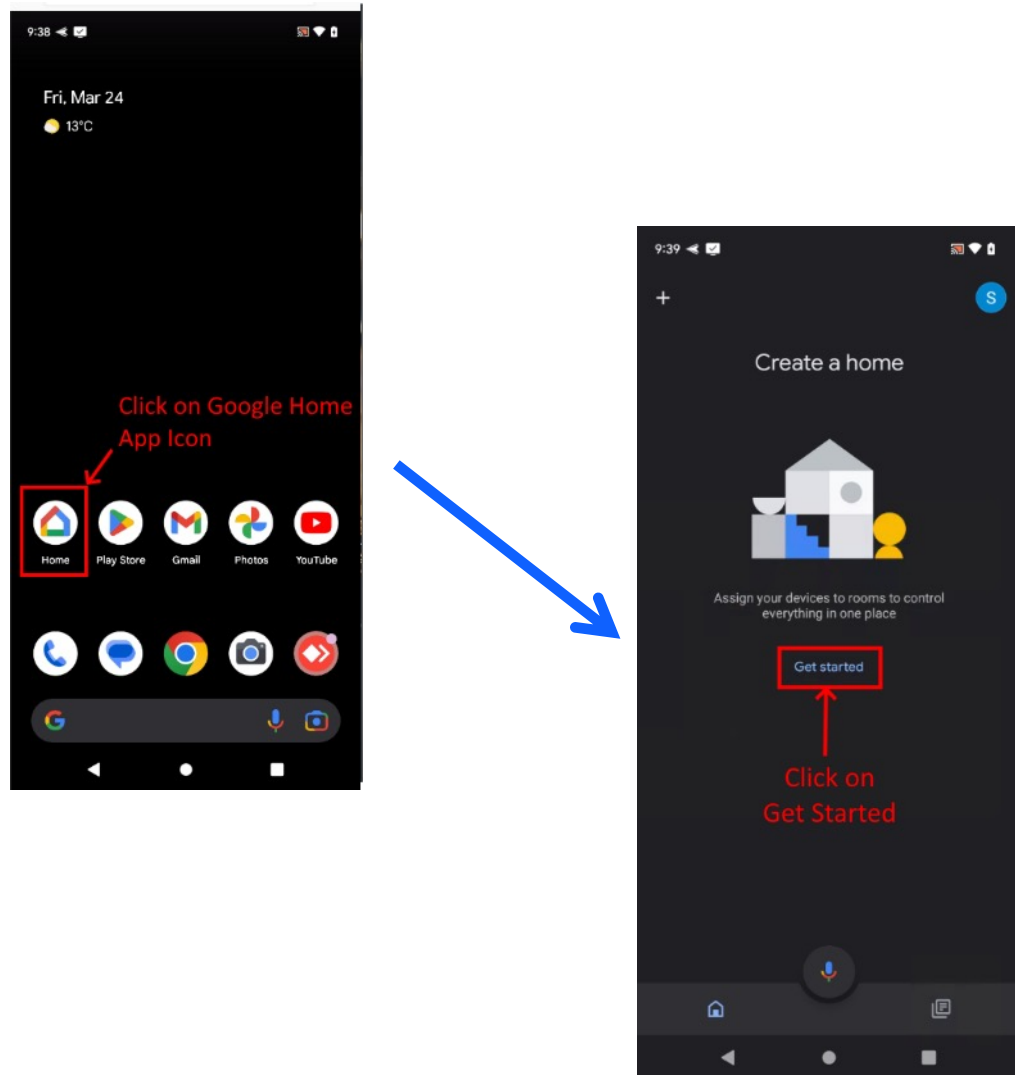 9:38
Fri, Mar 24
13°C
Click on Google Home
App Icon
Home
Play Store
Gmail
Photos
YouTube
G
9:39
+
S
Create a home
Assign your devices to rooms to control
everything in one place
Get started
Click on
Get Started